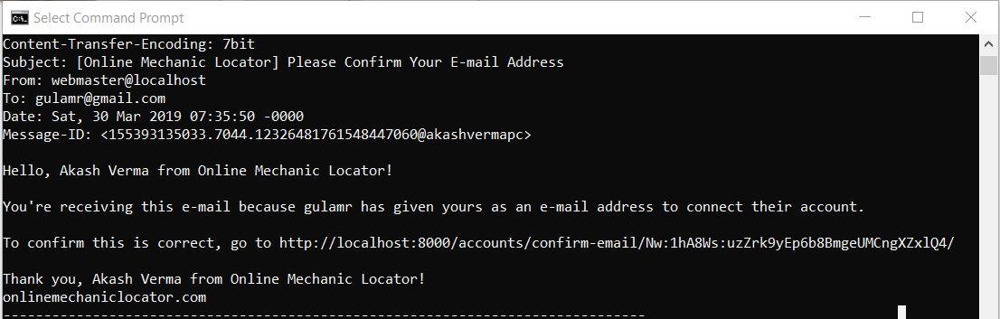 Select Command Prompt
Content-Transfer-Encoding: 7bit
Subject: [Online Mechanic Locator] Please Confirm Your E-mail Address
From: webmaster@localhost
To: gulamr@gmail.com
Date: Sat, 30 Mar 2019 07:35:50 -0000
Message-ID: <155393135033.7044.12326481761548447060@akashvermapc>
Hello, Akash Verma from Online Mechanic Locator!
You're receiving this e-mail because gulamr has given yours as an e-mail address to connect their account.
To confirm this is correct, go to http://localhost:8000/accounts/confirm-email/Nw:1hA8Ws:uzZrk9yEp6b8BmgeUMCngXZxlQ4/
Thank you, Akash Verma from Online Mechanic Locator!
onlinemechaniclocator.com
-------------------------------------------------------------------------------